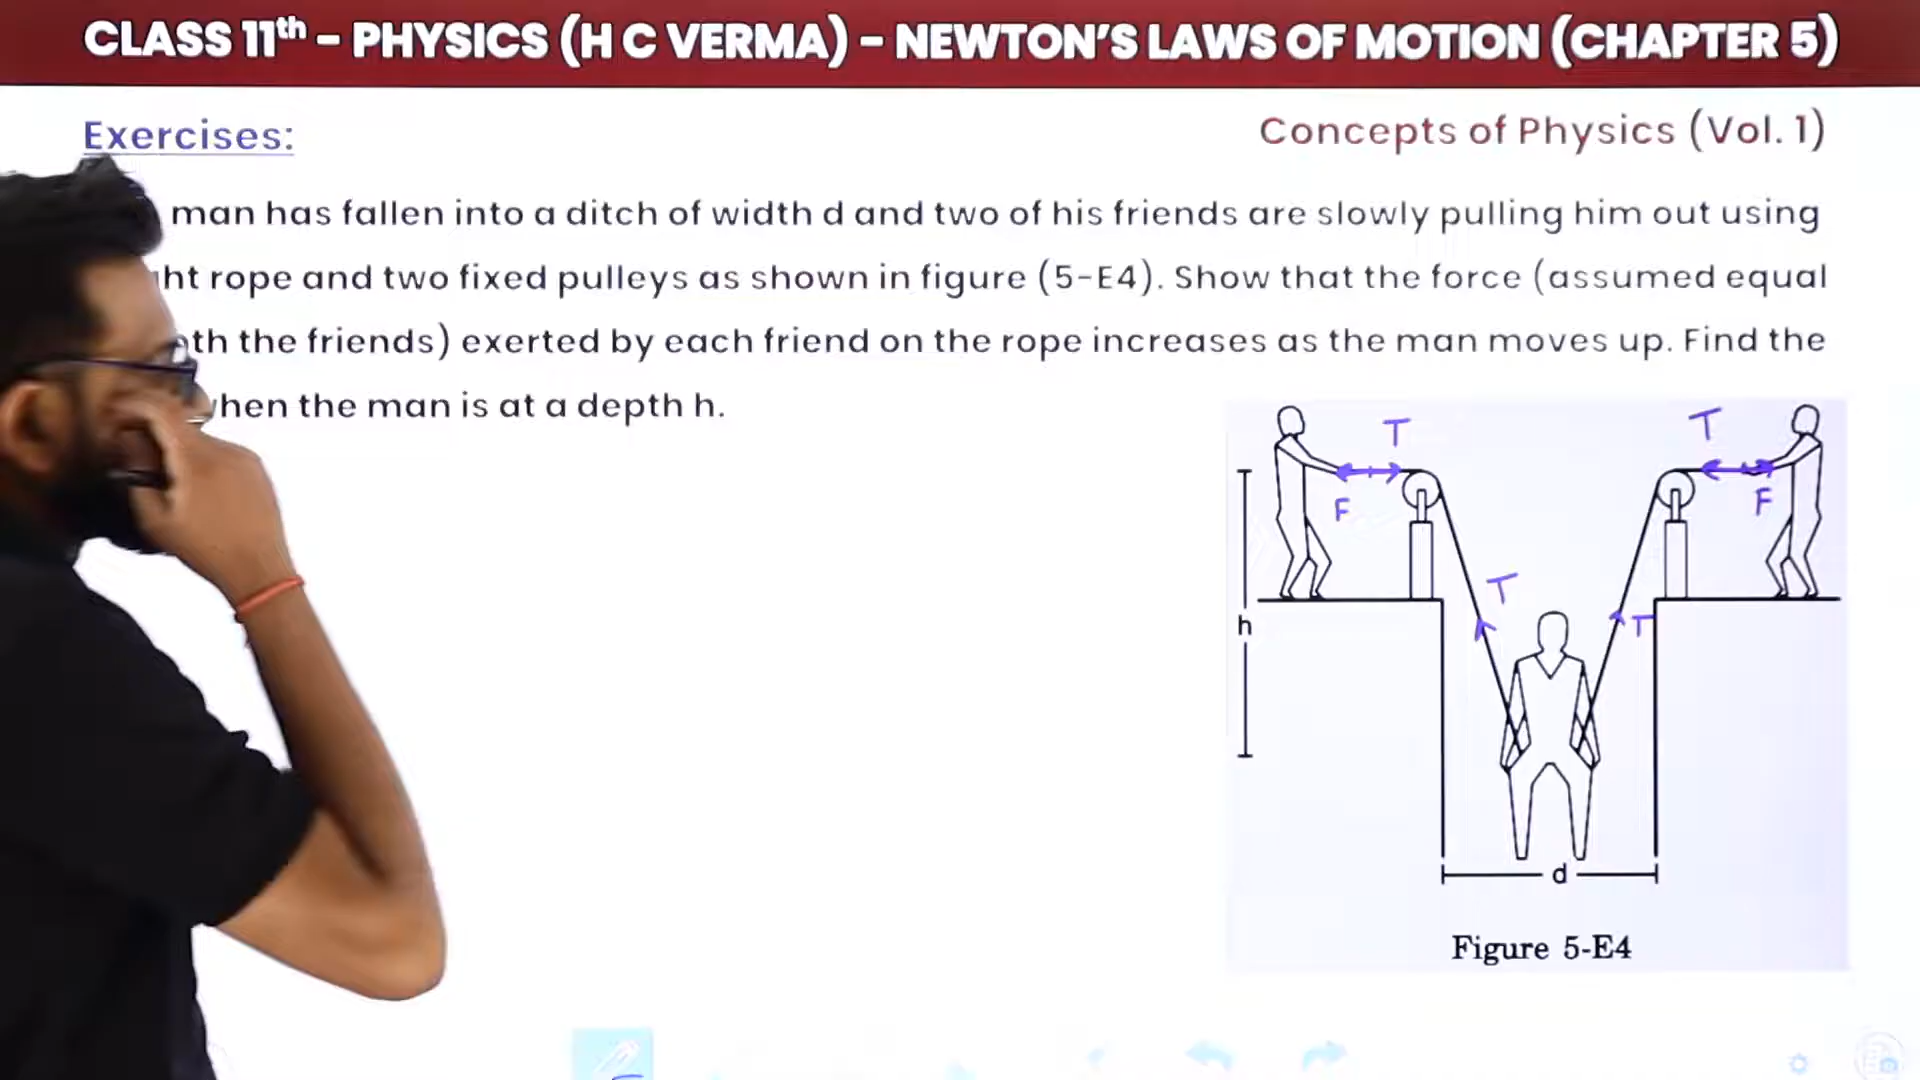 CLASS 11th – PHYSICS (H C VERMA) – NEWTON'S LAWS OF MOTION (CHAPTER 5)
Exercises:
Concepts of Physics (Vol. 1)
man has fallen into a ditch of width d and two of his friends are slowly pulling him out using
rope and two fixed pulleys as shown in figure (5-E4). Show that the force (assumed equal
the friends) exerted by each friend on the rope increases as the man moves up. Find the
when the man is at a depth h.
T T
F F
T
h T
d
Figure 5-E4